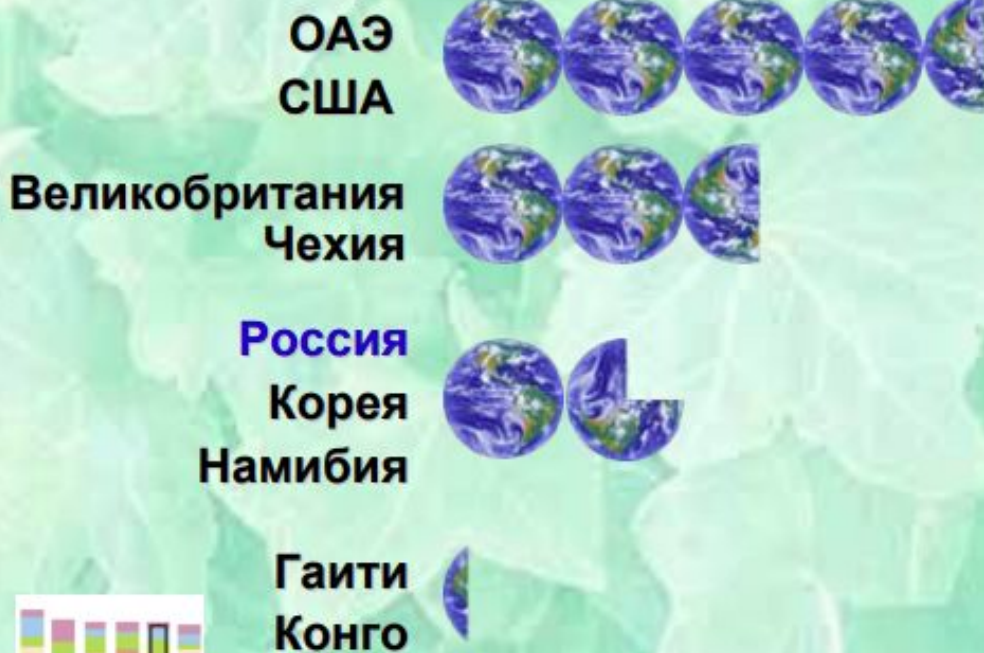 ОАЭ
США
Великобритания
Чехия
Россия
Корея
Намибия
Гаити
Конго